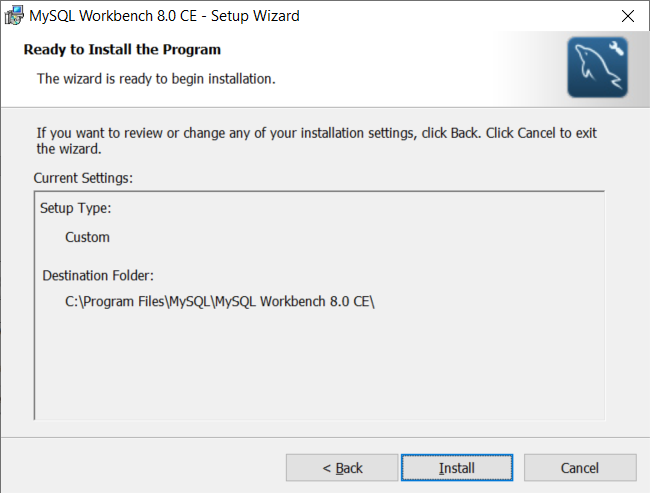 MySQL Workbench 8.0 CE - Setup Wizard
Ready to Install the Program
The wizard is ready to begin installation.
If you want to review or change any of your installation settings, click Back. Click Cancel to exit
the wizard.
Current Settings:
Setup Type:
Custom
Destination Folder:
C:\Program Files\MySQL\MySQL Workbench 8.0 CE\
< Back
Install
Cancel